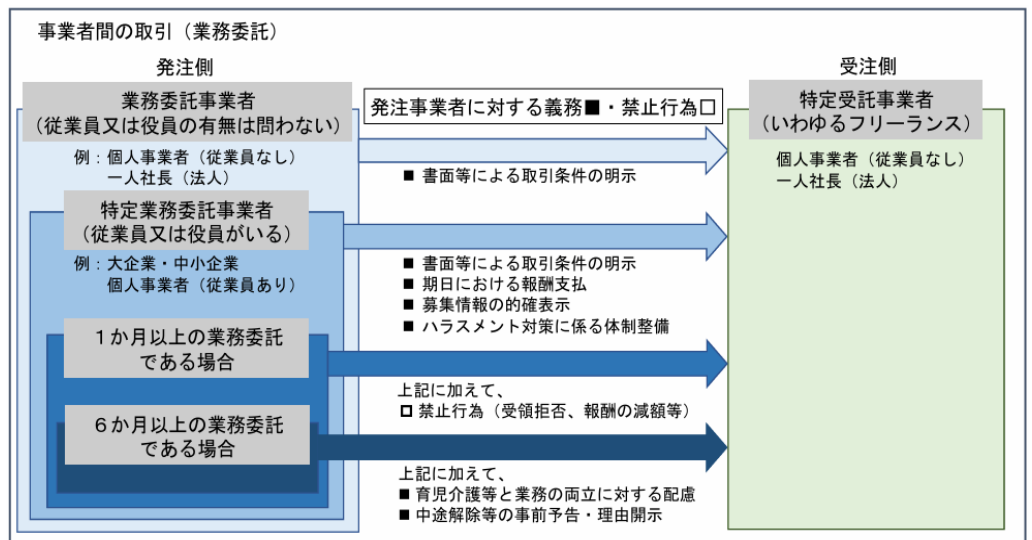 事業者間の取引（業務委託）
発注側
業務委託事業者
（従業員又は役員の有無は問わない）
例：個人事業者（従業員なし）
一人社長（法人）
特定業務委託事業者
（従業員又は役員がいる）
例：大企業・中小企業
個人事業者（従業員あり）
１か月以上の業務委託
である場合
６か月以上の業務委託
である場合
発注事業者に対する義務■・禁止行為□
■ 書面等による取引条件の明示
■ 書面等による取引条件の明示
■ 期日における報酬支払
■ 募集情報の的確表示
■ ハラスメント対策に係る体制整備
上記に加えて、
□ 禁止行為（受領拒否、報酬の減額等）
上記に加えて、
■ 育児介護等と業務の両立に対する配慮
■ 中途解除等の事前予告・理由開示
受注側
特定受託事業者
（いわゆるフリーランス）
個人事業者（従業員なし）
一人社長（法人）